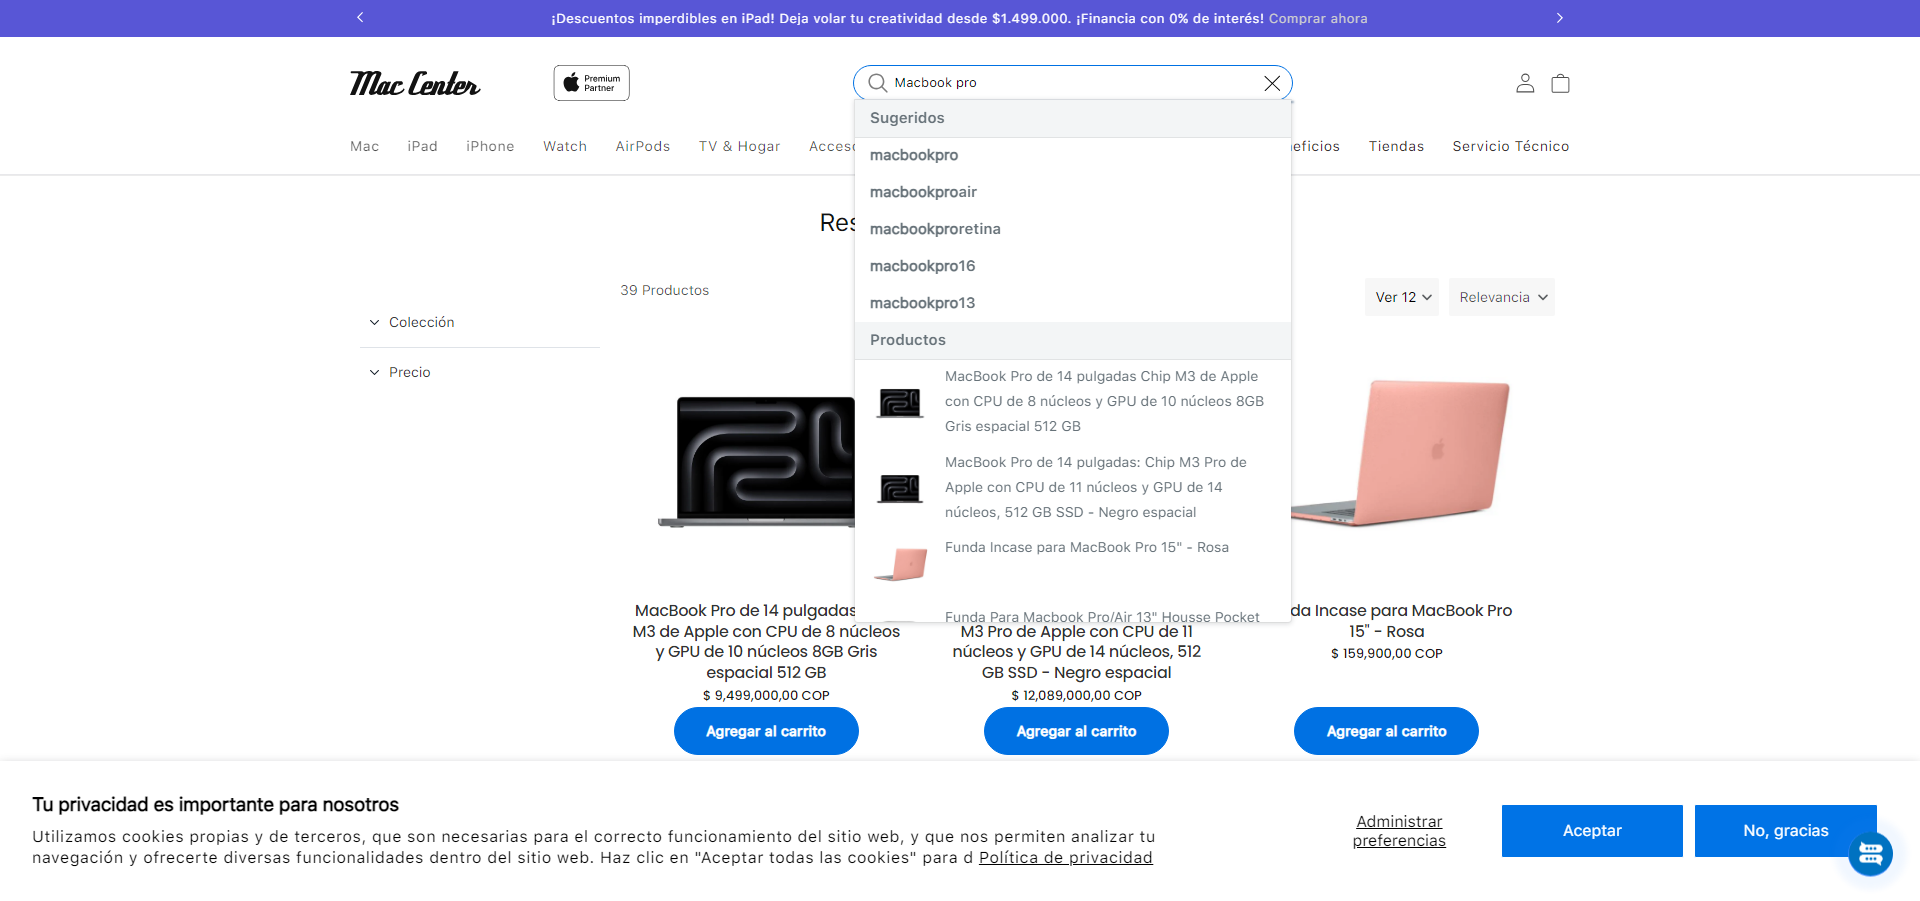 ¡Descuentos imperdibles en iPad! Deja volar tu creatividad desde $1.499.000. ¡Financia con 0% de interés! Comprar ahora
Mac Center
Premium
Partner
Macbook pro
Mac
iPad
iPhone
Watch
AirPods
TV & Hogar
Acceso
eficios
Tiendas
Servicio Técnico
Sugeridos
macbookpro
macbookproair
macbookproretina
macbookpro16
macbookpro13
Productos
MacBook Pro de 14 pulgadas Chip M3 de Apple
con CPU de 8 núcleos y GPU de 10 núcleos 8GB
Gris espacial 512 GB
MacBook Pro de 14 pulgadas: Chip M3 Pro de
Apple con CPU de 11 núcleos y GPU de 14
núcleos, 512 GB SSD - Negro espacial
Funda Incase para MacBook Pro 15" - Rosa
Funda Para Macbook Pro/Air 13" Housse Pocket
Res
39 Productos
Ver 12
Relevancia
Colección
Precio
MacBook Pro de 14 pulgadas
M3 de Apple con CPU de 8 núcleos
y GPU de 10 núcleos 8GB Gris
espacial 512 GB
$ 9,499,000,00 COP
Agregar al carrito
M3 Pro de Apple con CPU de 11
núcleos y GPU de 14 núcleos, 512
GB SSD - Negro espacial
$ 12,089,000,00 COP
Agregar al carrito
da Incase para MacBook Pro
15" - Rosa
$ 159,900,00 COP
Agregar al carrito
Tu privacidad es importante para nosotros
Utilizamos cookies propias y de terceros, que son necesarias para el correcto funcionamiento del sitio web, y que nos permiten analizar tu
navegación y ofrecerte diversas funcionalidades dentro del sitio web. Haz clic en "Aceptar todas las cookies" para d Política de privacidad
Administrar
preferencias
Aceptar
No, gracias